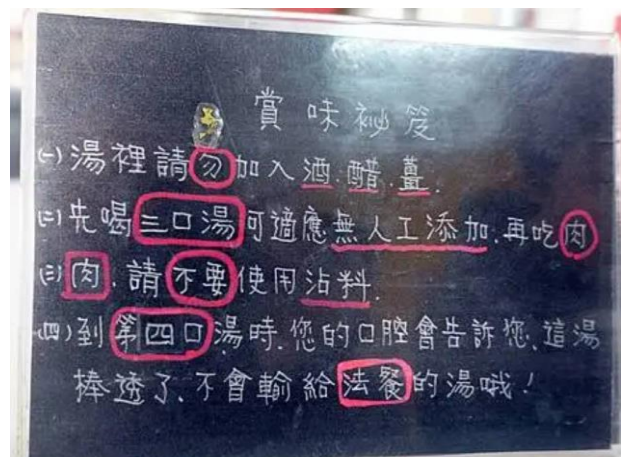 賞味祕笈
(一)湯裡請勿加入酒.醋.薑.
(二)先喝三口湯可適應無人工添加.再吃肉
(三)肉.請不要使用沾料.
(四)到第四口湯時.您的口腔會告訴您.這湯
棒透了.不會輸給法餐的湯哦!